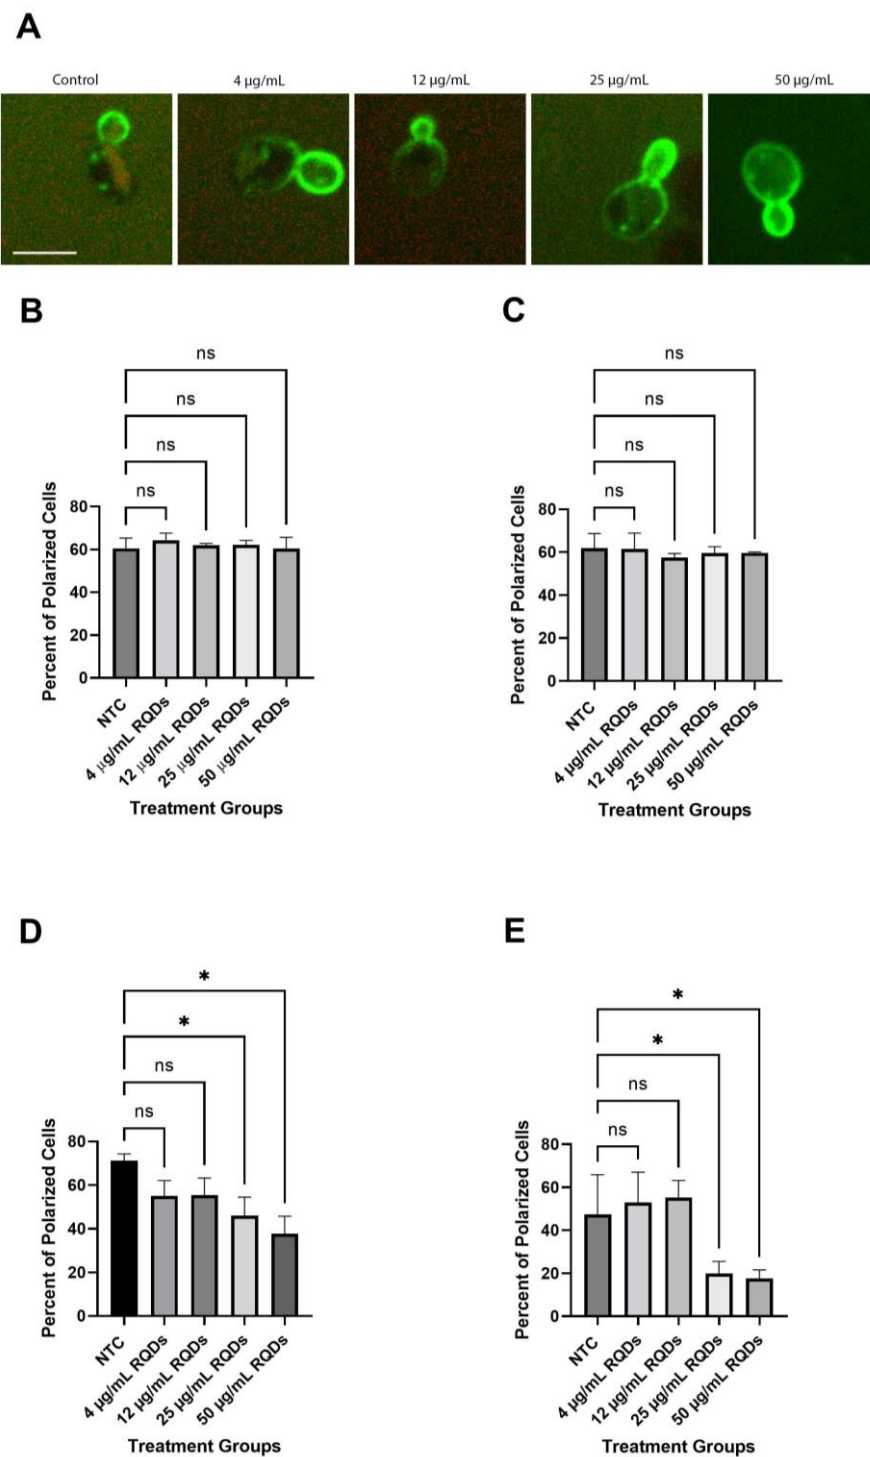 A
Control 4 µg/mL 12 µg/mL 25 µg/mL 50 µg/mL
B
ns
ns
ns
ns
Percent of Polarized Cells
80
60
40
20
0
NTC
4 µg/mL RQDs
12 µg/mL RQDs
25 µg/mL RQDs
50 µg/mL RQDs
Treatment Groups
C
ns
ns
ns
ns
Percent of Polarized Cells
80
60
40
20
0
NTC
4 µg/mL RQDs
12 µg/mL RQDs
25 µg/mL RQDs
50 µg/mL RQDs
Treatment Groups
D
*
*
ns
ns
Percent of Polarized Cells
80
60
40
20
0
NTC
4 µg/mL RQDs
12 µg/mL RQDs
25 µg/mL RQDs
50 µg/mL RQDs
Treatment Groups
E
*
*
ns
ns
Percent of Polarized Cells
80
60
40
20
0
NTC
4 µg/mL RQDs
12 µg/mL RQDs
25 µg/mL RQDs
50 µg/mL RQDs
Treatment Groups